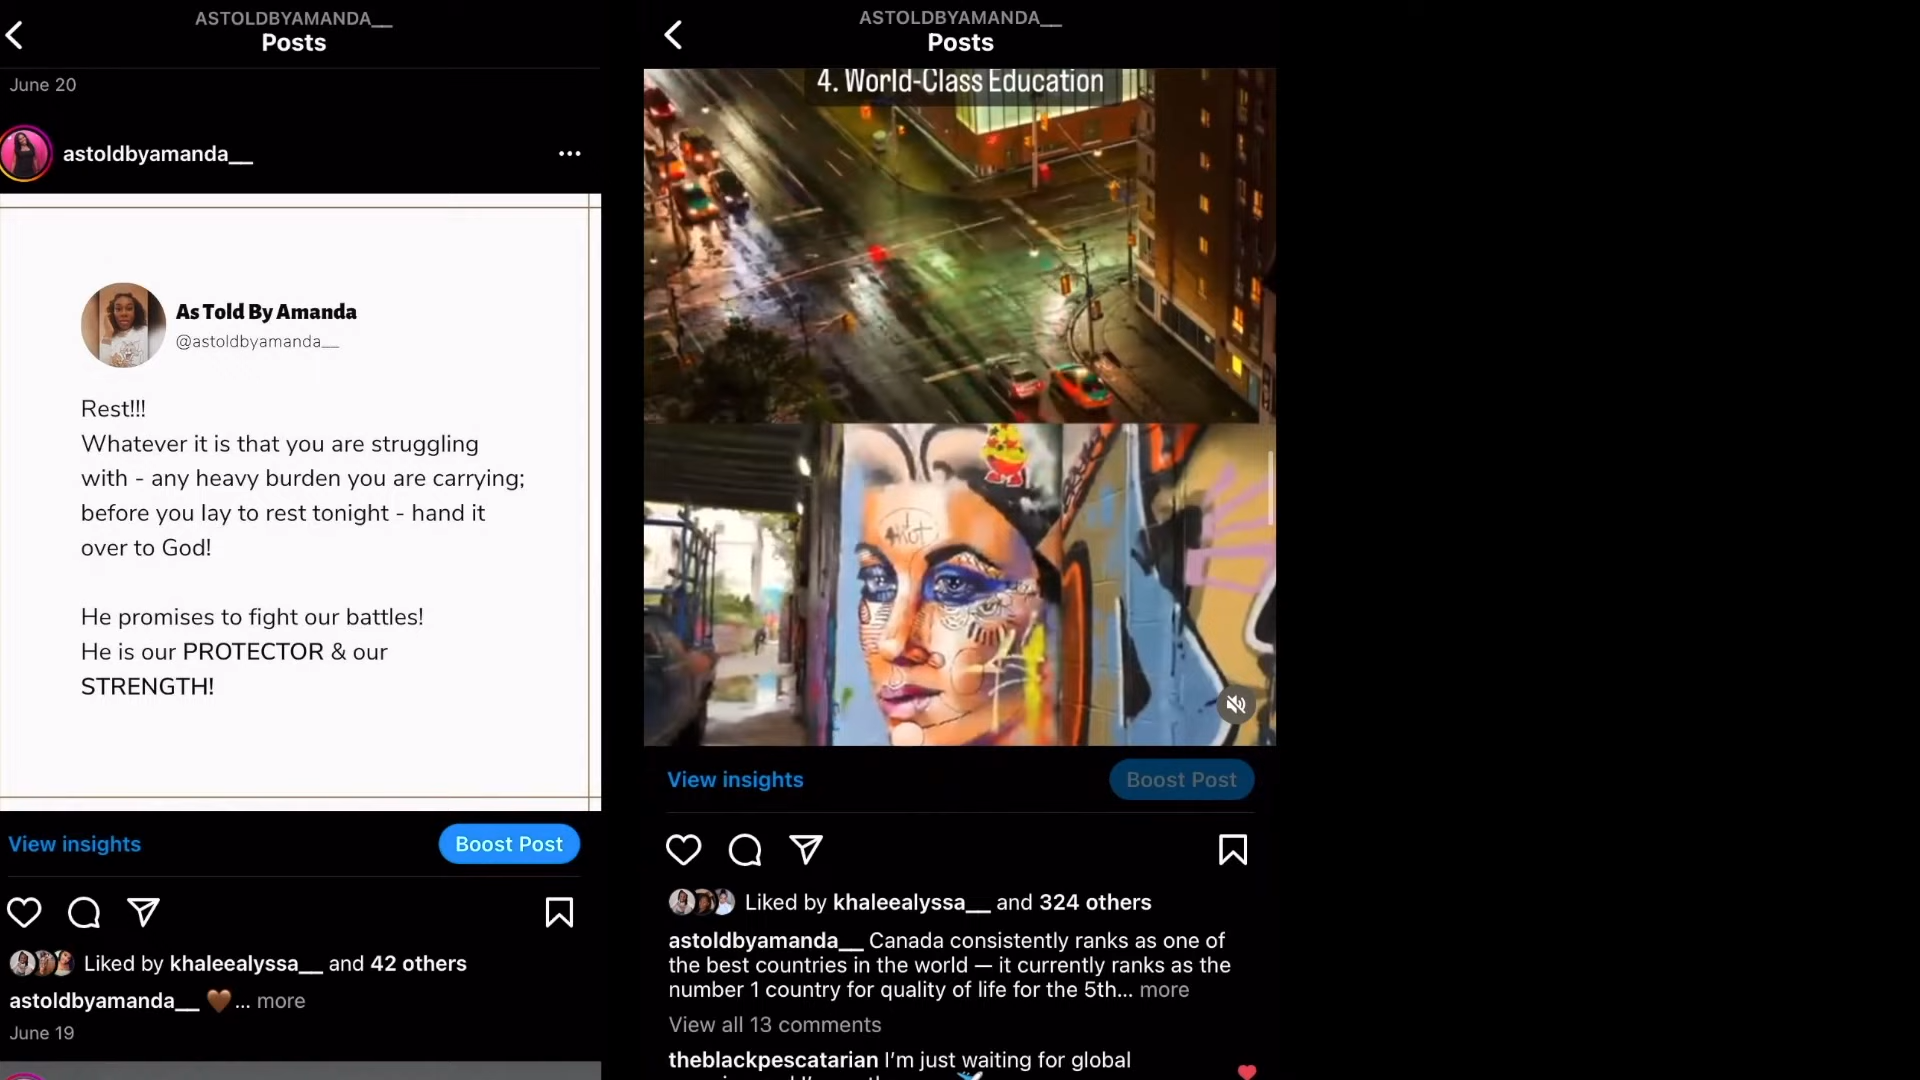 ASTOLDBYAMANDA__
Posts
June 20
astoldbyamanda__
As Told By Amanda
@astoldbyamanda__
Rest!!!
Whatever it is that you are struggling
with - any heavy burden you are carrying;
before you lay to rest tonight - hand it
over to God!
He promises to fight our battles!
He is our PROTECTOR & our
STRENGTH!
View insights
Boost Post
Liked by khaleealyssa__ and 42 others
astoldbyamanda__ 🤎... more
June 19
ASTOLDBYAMANDA__
Posts
4. World-Class Education
View insights
Boost Post
Liked by khaleealyssa__ and 324 others
astoldbyamanda__ Canada consistently ranks as one of
the best countries in the world — it currently ranks as the
number 1 country for quality of life for the 5th... more
View all 13 comments
theblackpescatarian I'm just waiting for global